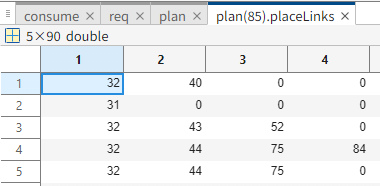 consume × req × plan × plan(85).placeLinks ×
5×90 double
1 2 3 4
1 32 40 0 0
2 31 0 0 0
3 32 43 52 0
4 32 44 75 84
5 32 44 75 0